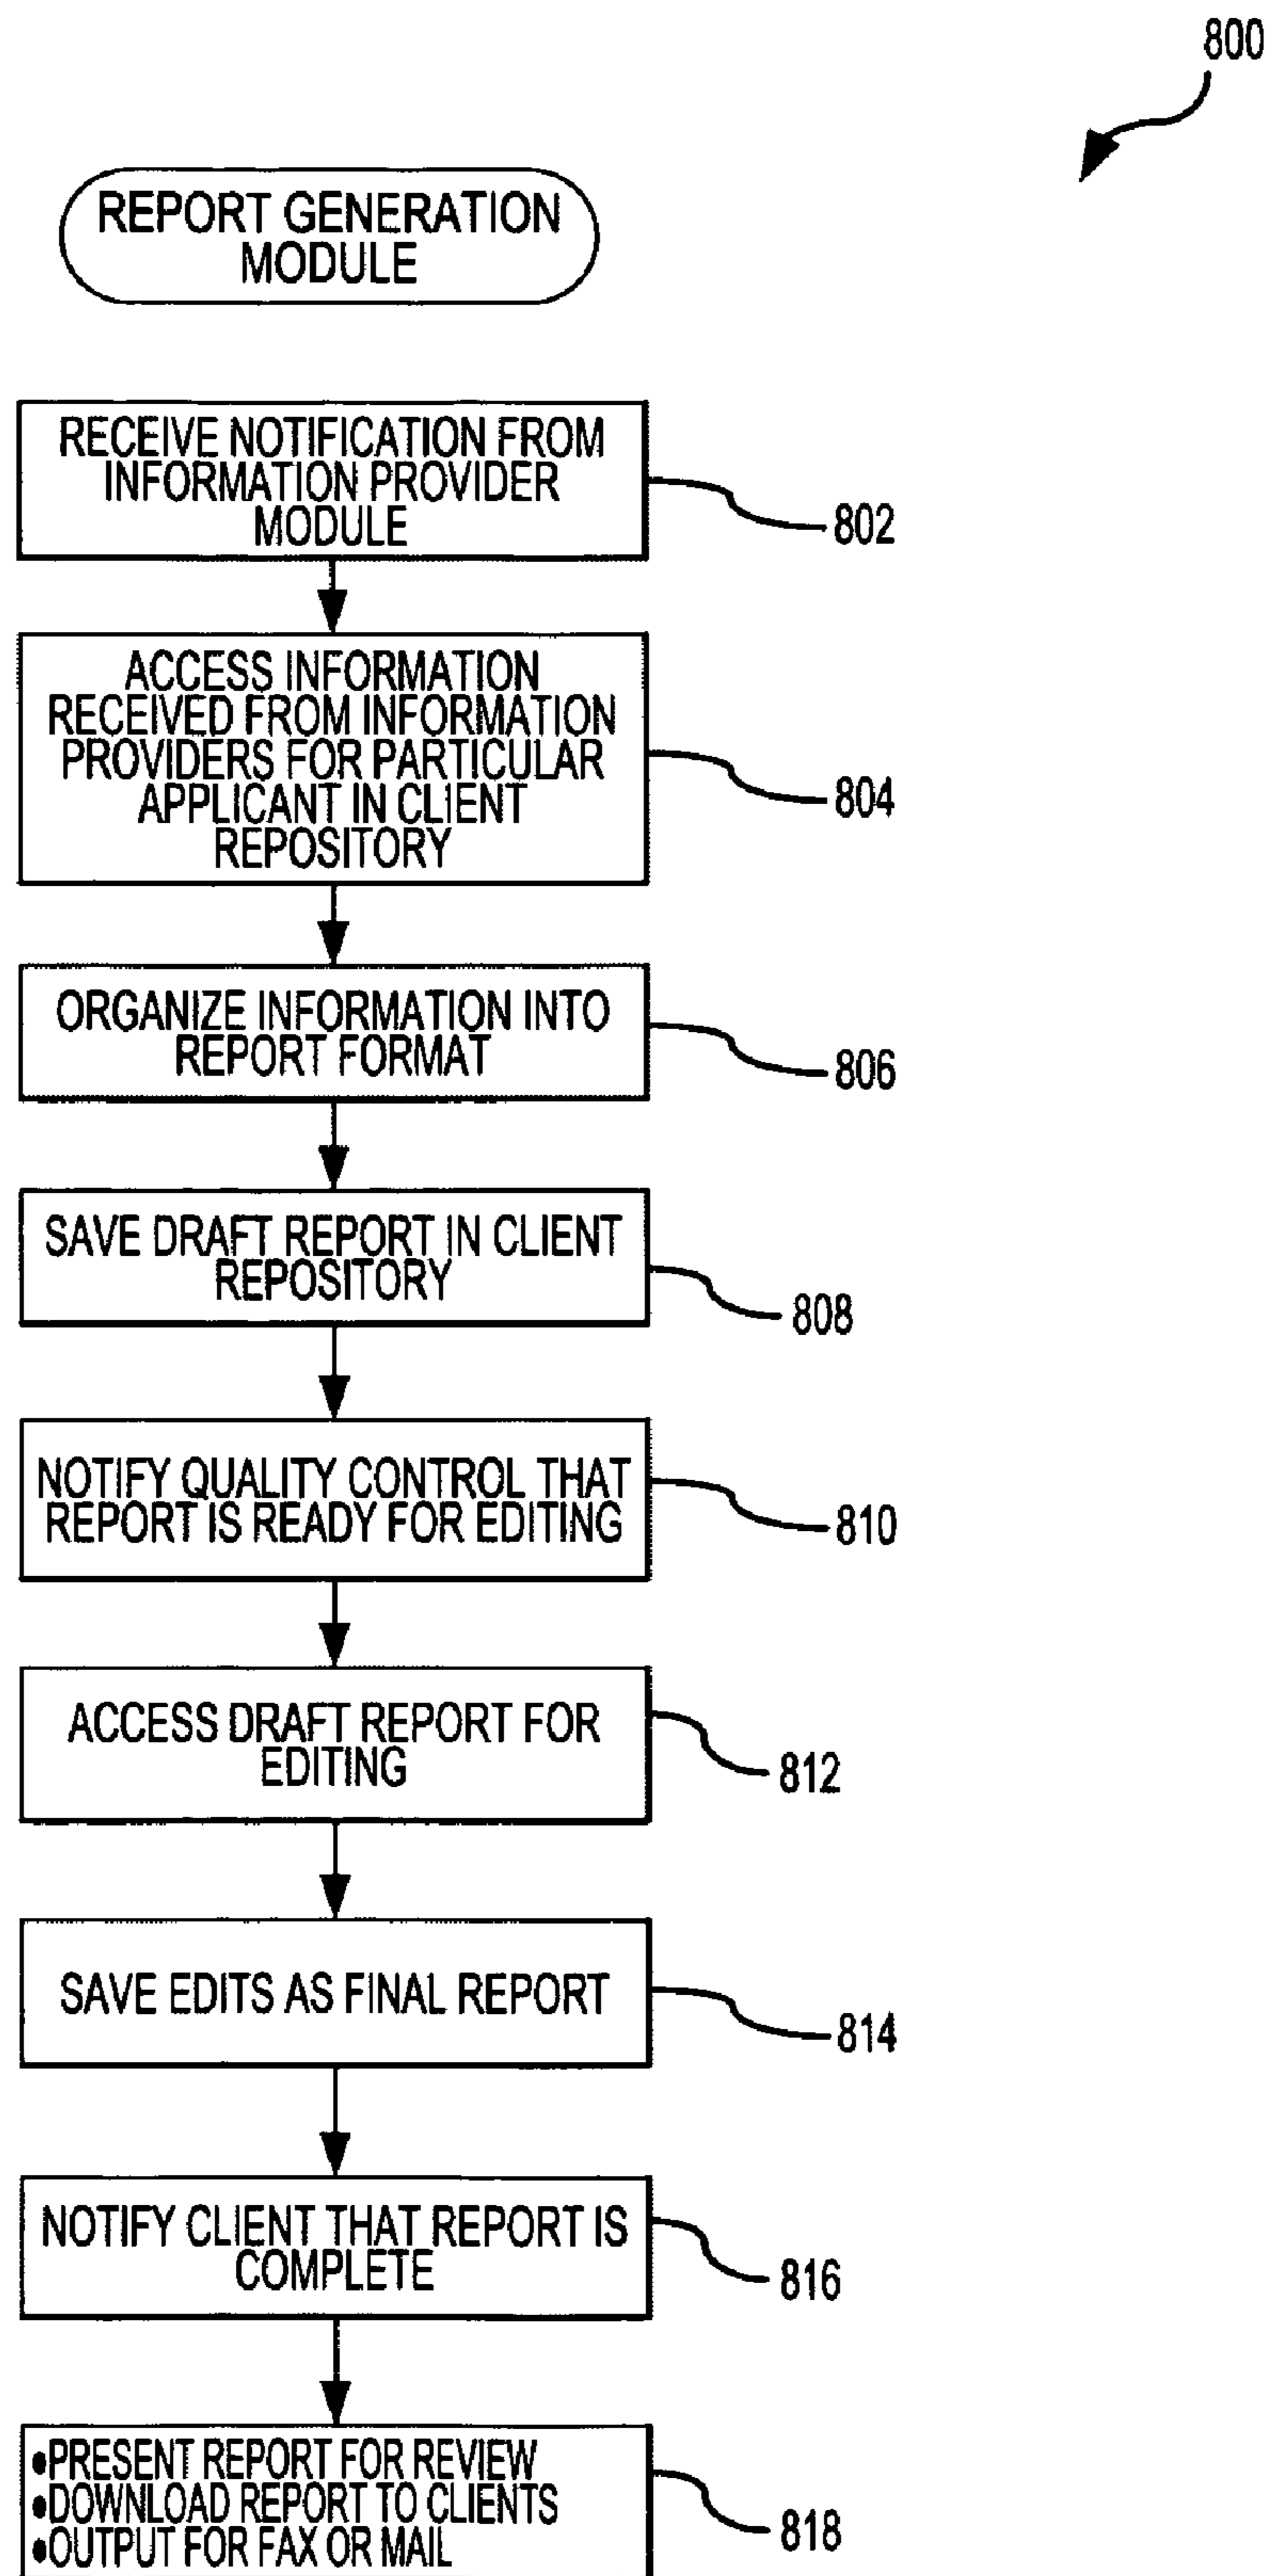 800
REPORT GENERATION
MODULE
RECEIVE NOTIFICATION FROM
INFORMATION PROVIDER
MODULE
802
ACCESS INFORMATION
RECEIVED FROM INFORMATION
PROVIDERS FOR PARTICULAR
APPLICANT IN CLIENT
REPOSITORY
804
ORGANIZE INFORMATION INTO
REPORT FORMAT
806
SAVE DRAFT REPORT IN CLIENT
REPOSITORY
808
NOTIFY QUALITY CONTROL THAT
REPORT IS READY FOR EDITING
810
ACCESS DRAFT REPORT FOR
EDITING
812
SAVE EDITS AS FINAL REPORT
814
NOTIFY CLIENT THAT REPORT IS
COMPLETE
816
•PRESENT REPORT FOR REVIEW
•DOWNLOAD REPORT TO CLIENTS
•OUTPUT FOR FAX OR MAIL
818